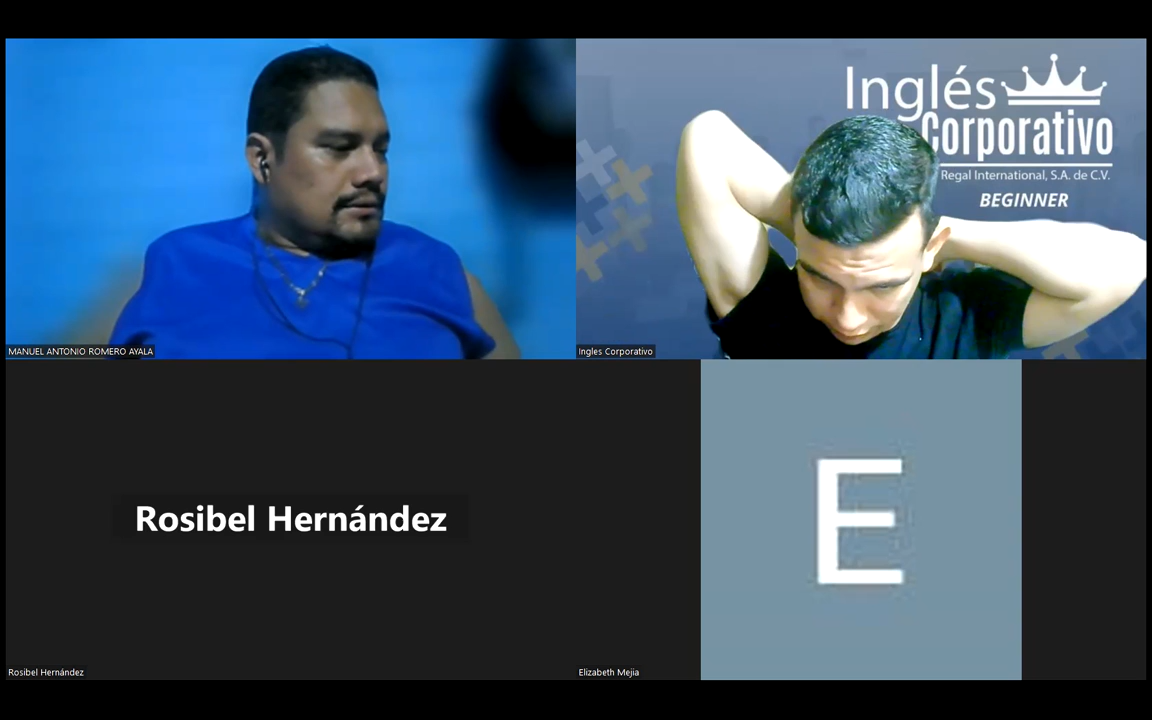 Inglés
Corporativo
Regal International, S.A. de C.V.
BEGINNER
MANUEL ANTONIO ROMERO AYALA
Ingles Corporativo
Rosibel Hernández
E
Rosibel Hernández
Elizabeth Mejia